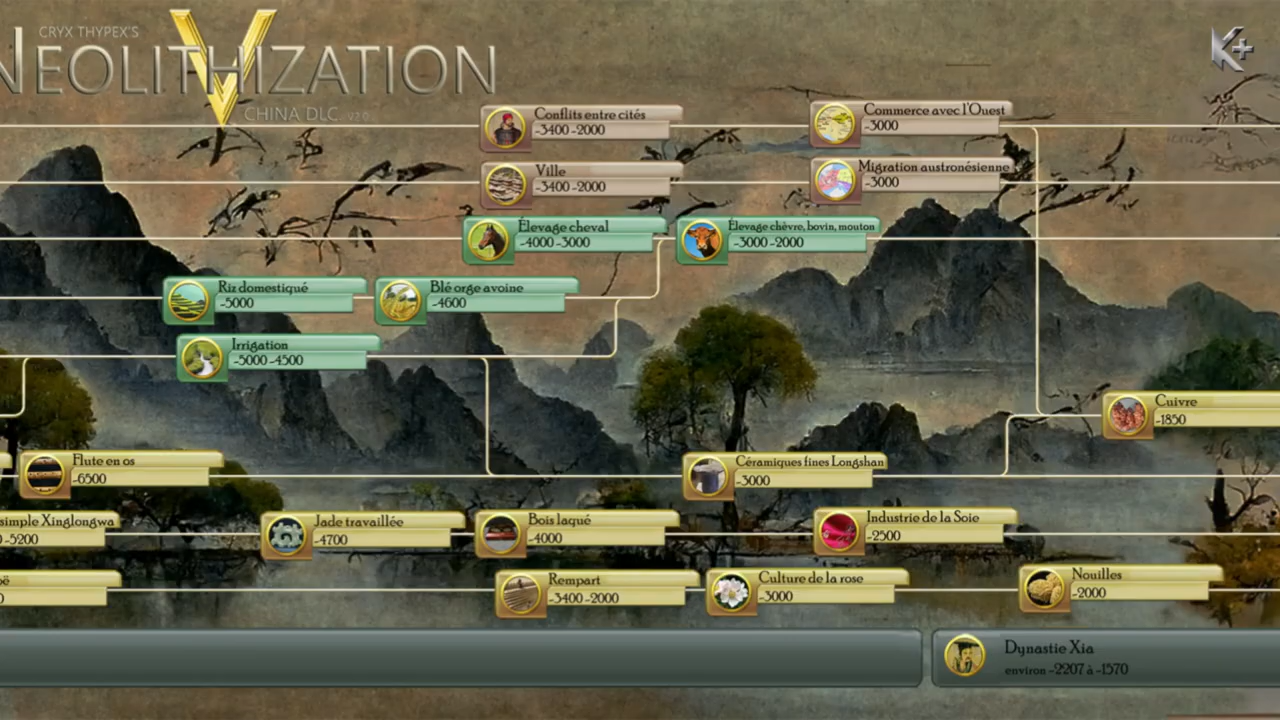 CRYX THYPEX'S
NEOLITHIZATION
V
CHINA DLC V2.0
K+
Conflits entre cités
-3400 -2000
Commerce avec l'Ouest
-3000
Ville
-3400 -2000
Migration austronésienne
-3000
Élevage cheval
-4000 -3000
Élevage chèvre, bovin, mouton
-3000 -2000
Riz domestiqué
-5000
Blé orge avoine
-4600
Irrigation
-5000 -4500
Cuivre
-1850
Flute en os
-6500
Céramiques fines Longshan
-3000
simple Xinglongwa
-5200
Jade travaillée
-4700
Bois laqué
-4000
Industrie de la Soie
-2500
Rempart
-3400 -2000
Culture de la rose
-3000
Nouilles
-2000
Dynastie Xia
environ -2207 à -1570